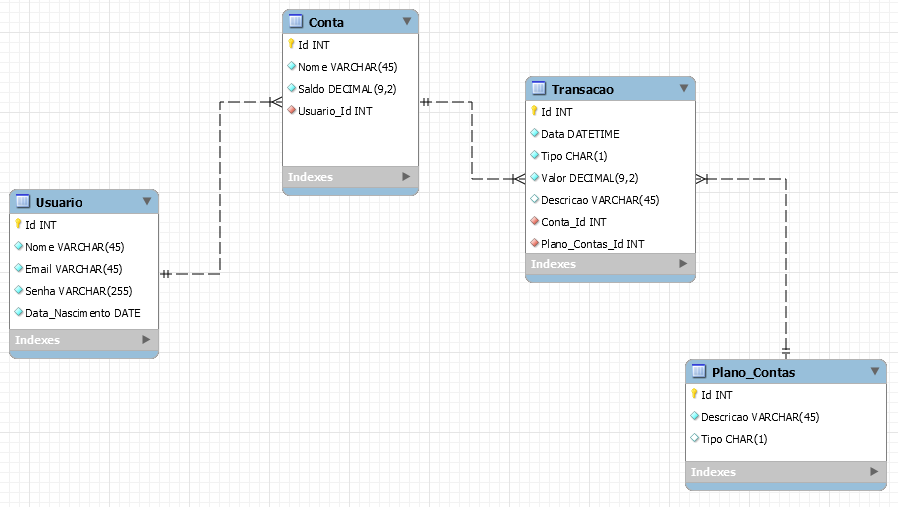 Conta
Id INT
Nome VARCHAR(45)
Saldo DECIMAL(9,2)
Usuario_Id INT
Indexes
Transacao
Id INT
Data DATETIME
Tipo CHAR(1)
Valor DECIMAL(9,2)
Descricao VARCHAR(45)
Conta_Id INT
Plano_Contas_Id INT
Indexes
Usuario
Id INT
Nome VARCHAR(45)
Email VARCHAR(45)
Senha VARCHAR(255)
Data_Nascimento DATE
Indexes
Plano_Contas
Id INT
Descricao VARCHAR(45)
Tipo CHAR(1)
Indexes